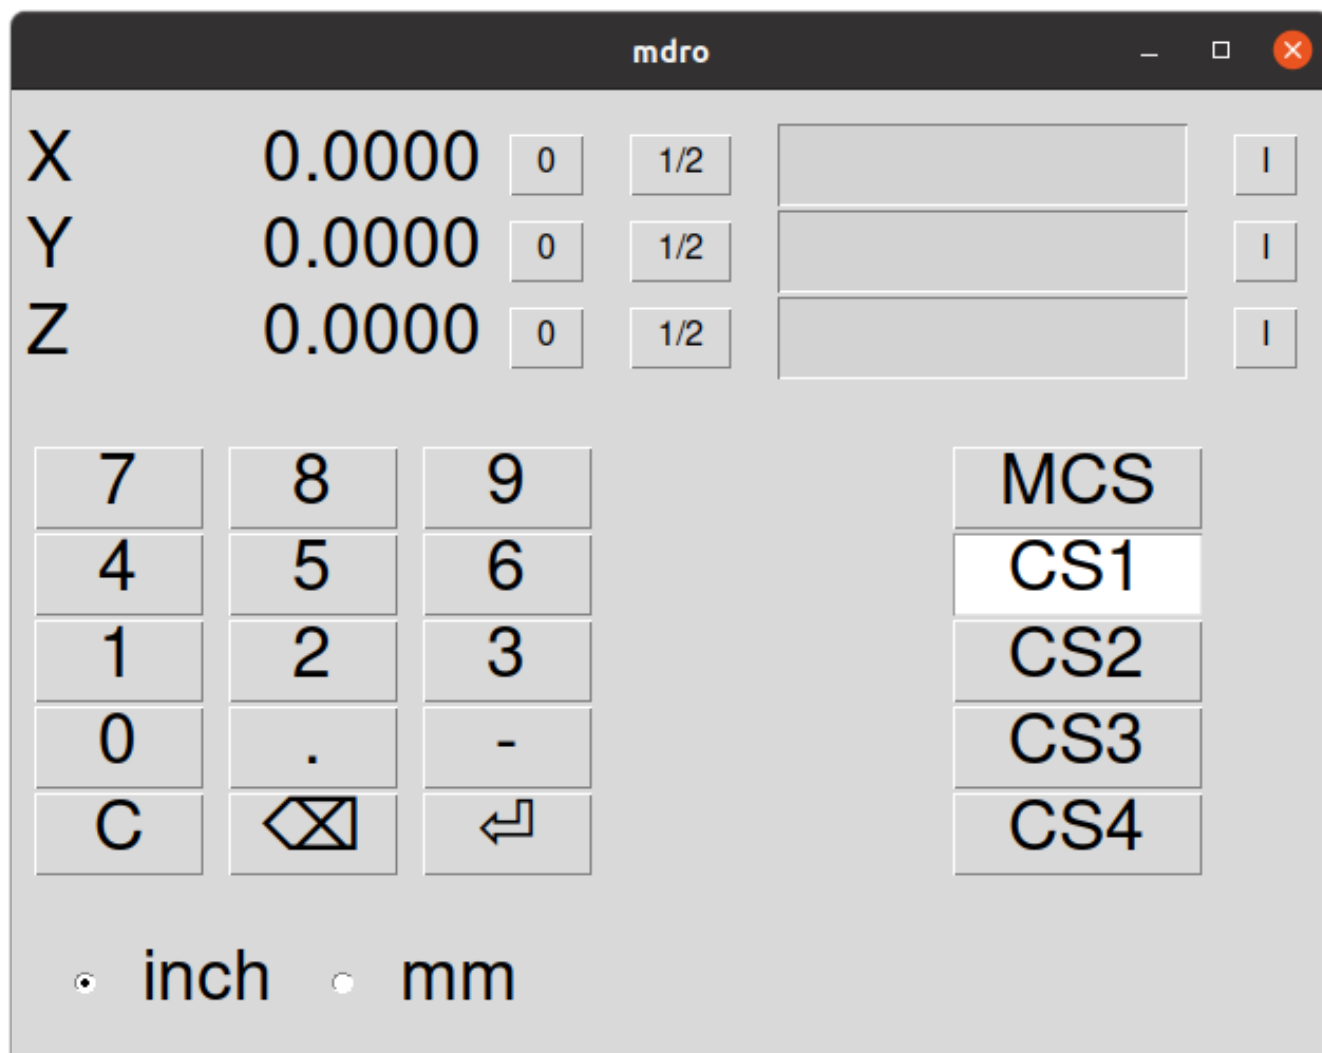 mdro
X 0.0000 0 1/2 I
Y 0.0000 0 1/2 I
Z 0.0000 0 1/2 I
7 8 9 MCS
4 5 6 CS1
1 2 3 CS2
0 . - CS3
C ⌫ ⏎ CS4
inch mm